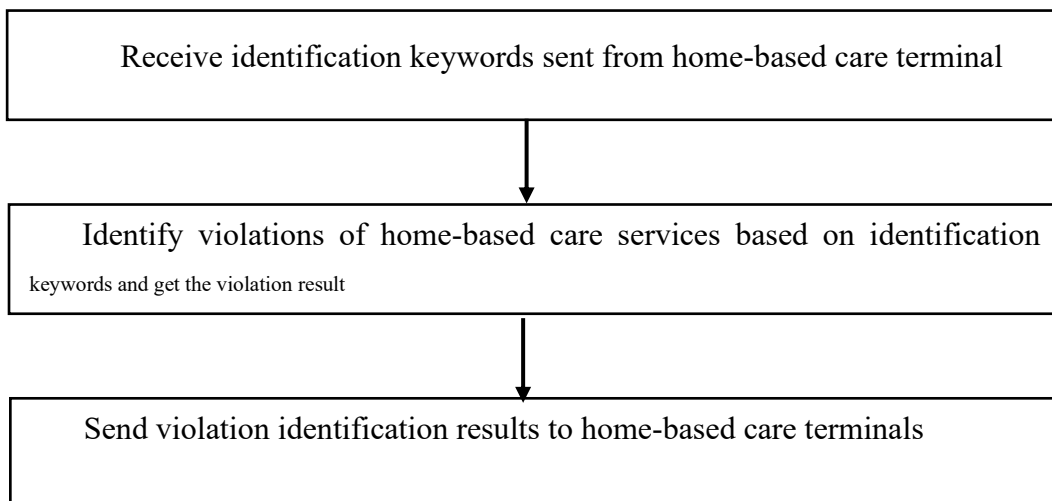 Receive identification keywords sent from home-based care terminal
Identify violations of home-based care services based on identification
keywords and get the violation result
Send violation identification results to home-based care terminals